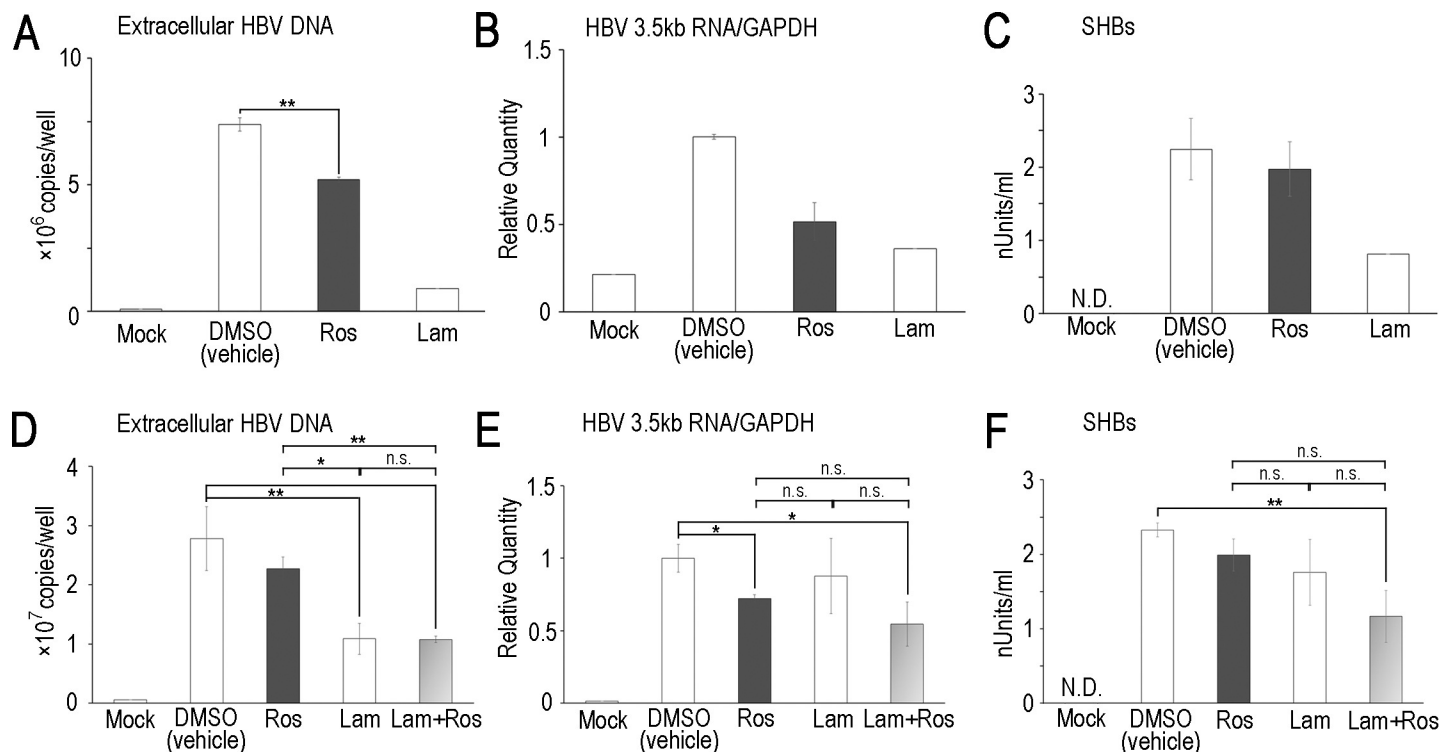 A Extracellular HBV DNA
×10⁶ copies/well
10
5
0
**
Mock DMSO (vehicle) Ros Lam
B HBV 3.5kb RNA/GAPDH
Relative Quantity
1.5
1
0.5
0
Mock DMSO (vehicle) Ros Lam
C SHBs
nUnits/ml
3
2
1
0
N.D.
Mock DMSO (vehicle) Ros Lam
D Extracellular HBV DNA
×10⁷ copies/well
4
3
2
1
0
**
* n.s.
**
Mock DMSO (vehicle) Ros Lam Lam+Ros
E HBV 3.5kb RNA/GAPDH
Relative Quantity
1.5
1
0.5
0
n.s.
n.s. n.s.
*
*
Mock DMSO (vehicle) Ros Lam Lam+Ros
F SHBs
nUnits/ml
3
2
1
0
n.s.
n.s. n.s.
**
N.D.
Mock DMSO (vehicle) Ros Lam Lam+Ros